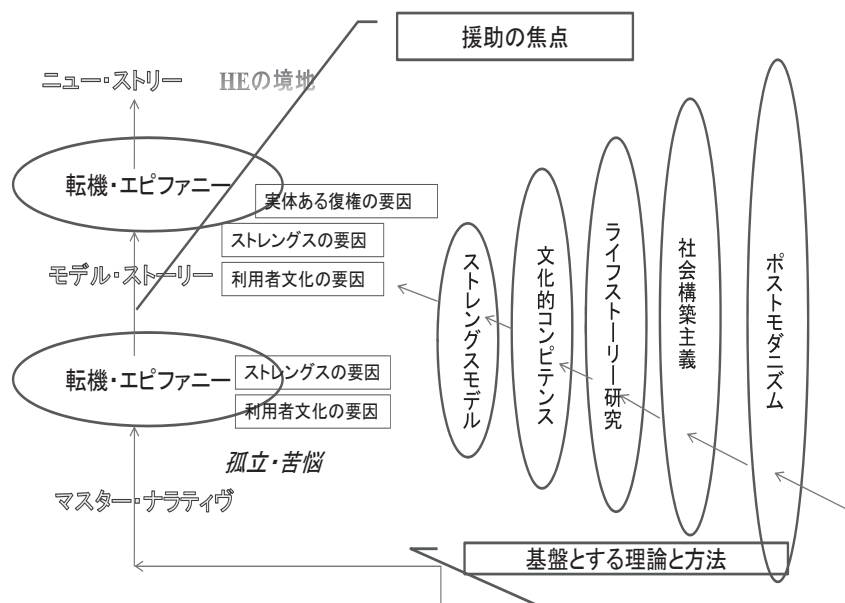 援助の焦点
ニュー・ストリー
HEの境地
転機・エピファニー
実体ある復権の要因
ストレングスの要因
モデル・ストーリー
利用者文化の要因
転機・エピファニー
ストレングスの要因
利用者文化の要因
孤立・苦悩
マスター・ナラティヴ
ストレングスモデル
文化的コンピテンス
ライフストーリー研究
社会構築主義
ポストモダニズム
基盤とする理論と方法